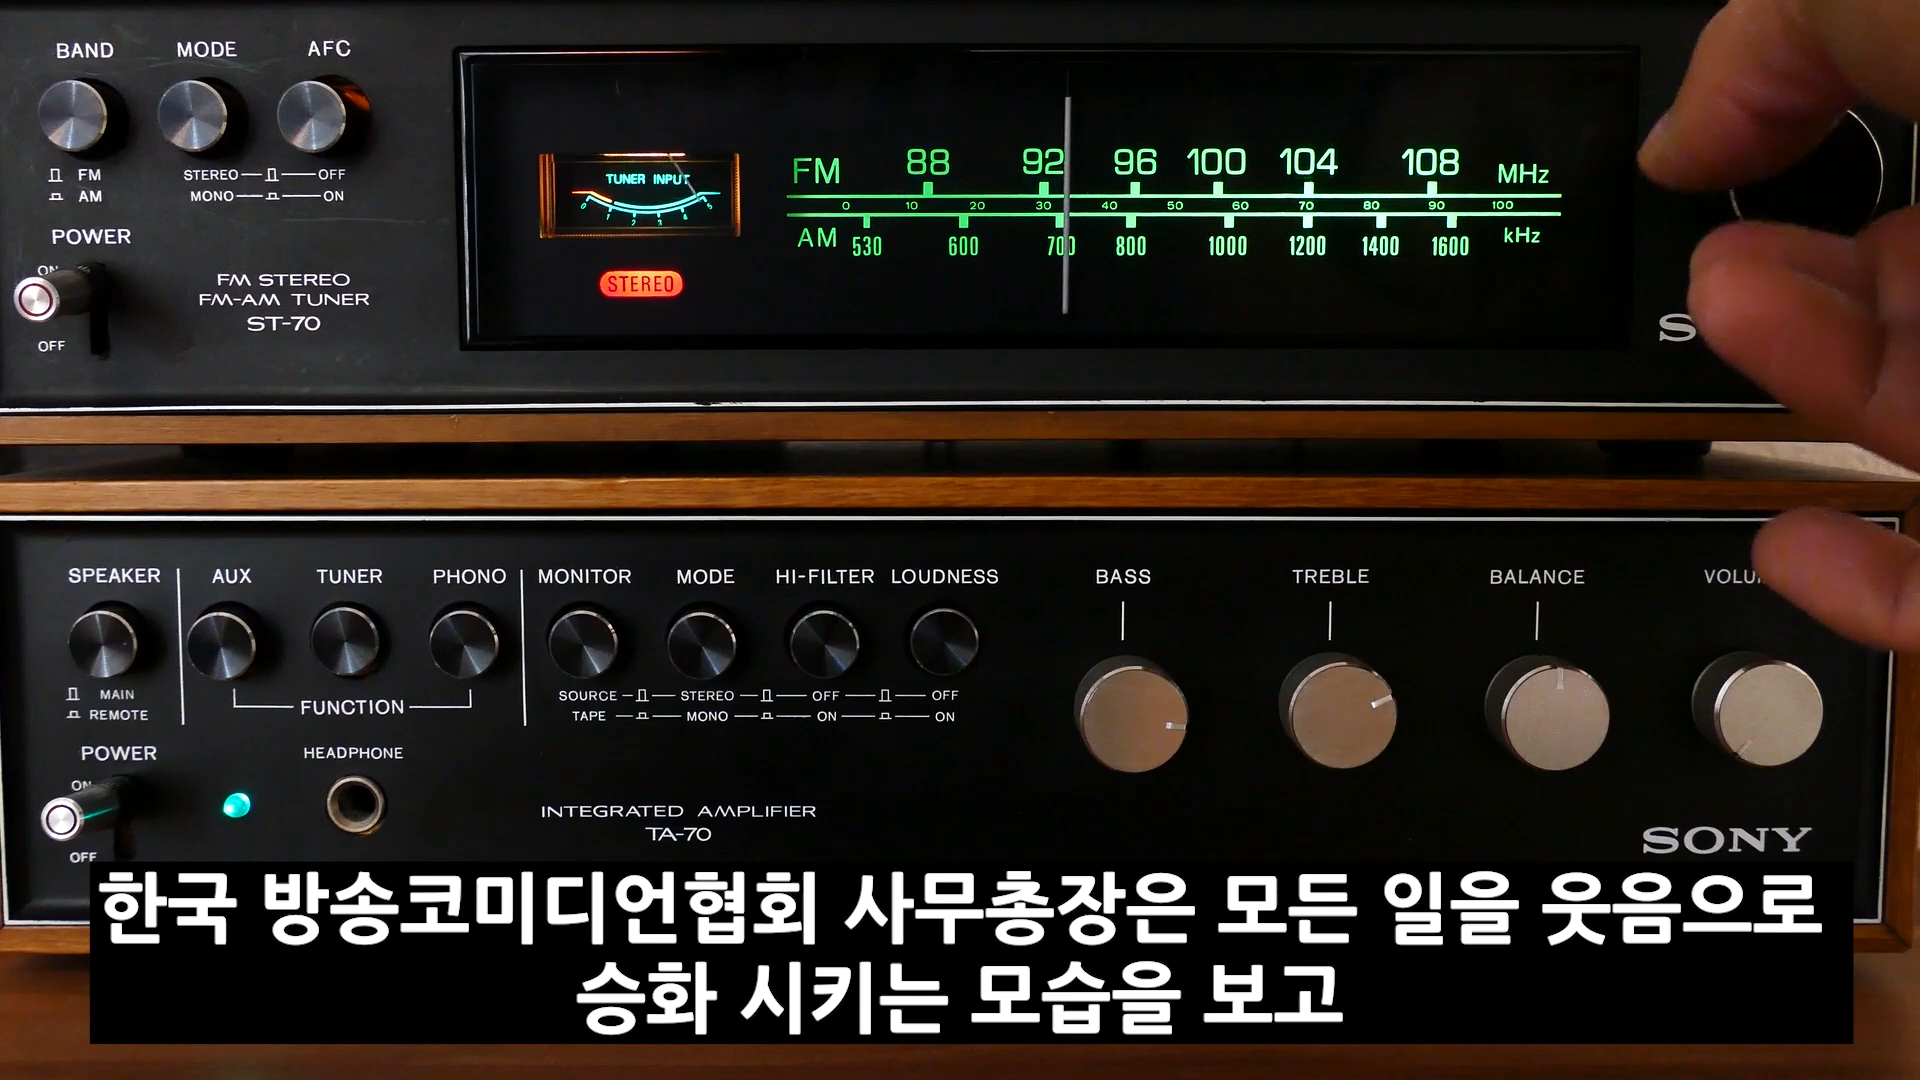 BAND MODE AFC
FM STEREO OFF
AM MONO ON
POWER
ON
OFF
FM STEREO
FM-AM TUNER
ST-70
TUNER INPUT
0 1 2 3 4 5
STEREO
FM 88 92 96 100 104 108 MHz
0 10 20 30 40 50 60 70 80 90 100
AM 530 600 700 800 1000 1200 1400 1600 kHz
SPEAKER AUX TUNER PHONO MONITOR MODE HI-FILTER LOUDNESS BASS TREBLE BALANCE
MAIN SOURCE STEREO OFF OFF
REMOTE FUNCTION TAPE MONO ON ON
POWER
ON
OFF
HEADPHONE
INTEGRATED AMPLIFIER
TA-70
SONY
한국 방송코미디언협회 사무총장은 모든 일을 웃음으로
승화 시키는 모습을 보고